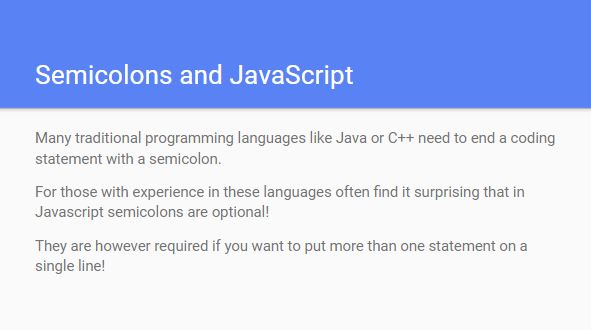 Semicolons and JavaScript
Many traditional programming languages like Java or C++ need to end a coding
statement with a semicolon.
For those with experience in these languages often find it surprising that in
Javascript semicolons are optional!
They are however required if you want to put more than one statement on a
single line!